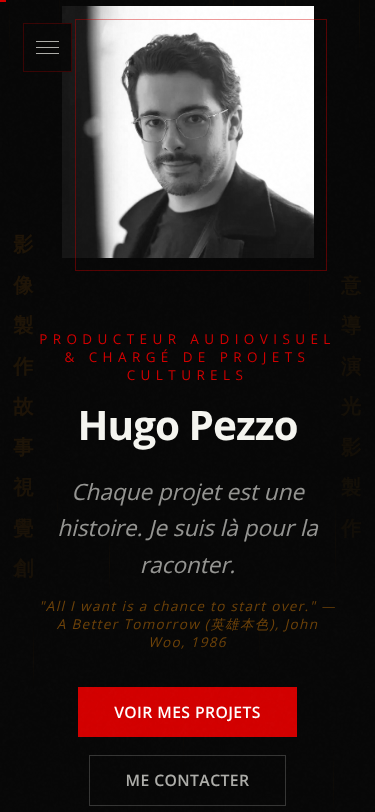 影
像
製
作
故
事
視
覺
創
意
導
演
光
影
製
作
PRODUCTEUR AUDIOVISUEL
& CHARGÉ DE PROJETS
CULTURELS
Hugo Pezzo
Chaque projet est une
histoire. Je suis là pour la
raconter.
"All I want is a chance to start over." —
A Better Tomorrow (英雄本色), John
Woo, 1986
VOIR MES PROJETS
ME CONTACTER